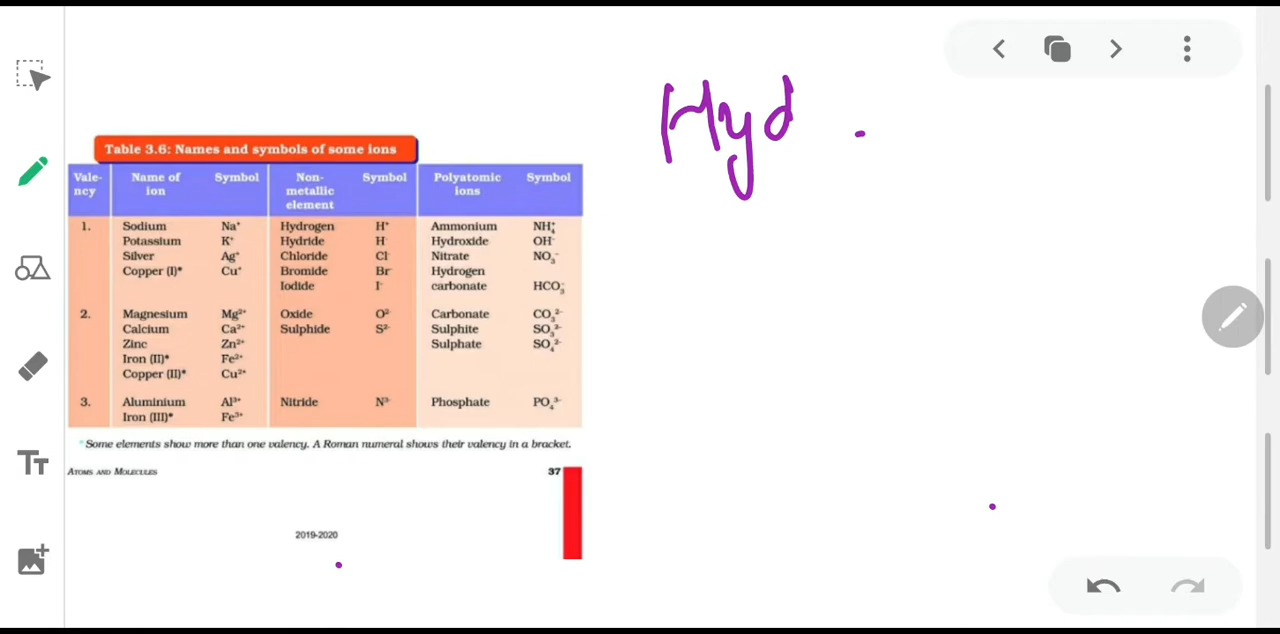 Hyd
Table 3.6: Names and symbols of some ions
Vale-ncy Name of ion Symbol Non-metallic element Symbol Polyatomic ions Symbol
1. Sodium Na⁺ Hydrogen H⁺ Ammonium NH₄⁺
Potassium K⁺ Hydride H⁻ Hydroxide OH⁻
Silver Ag⁺ Chloride Cl⁻ Nitrate NO₃⁻
Copper (I)* Cu⁺ Bromide Br⁻ Hydrogen
Iodide I⁻ carbonate HCO₃⁻
2. Magnesium Mg²⁺ Oxide O²⁻ Carbonate CO₃²⁻
Calcium Ca²⁺ Sulphide S²⁻ Sulphite SO₃²⁻
Zinc Zn²⁺ Sulphate SO₄²⁻
Iron (II)* Fe²⁺
Copper (II)* Cu²⁺
3. Aluminium Al³⁺ Nitride N³⁻ Phosphate PO₄³⁻
Iron (III)* Fe³⁺
* Some elements show more than one valency. A Roman numeral shows their valency in a bracket.
ATOMS AND MOLECULES 37
2019-2020
TT